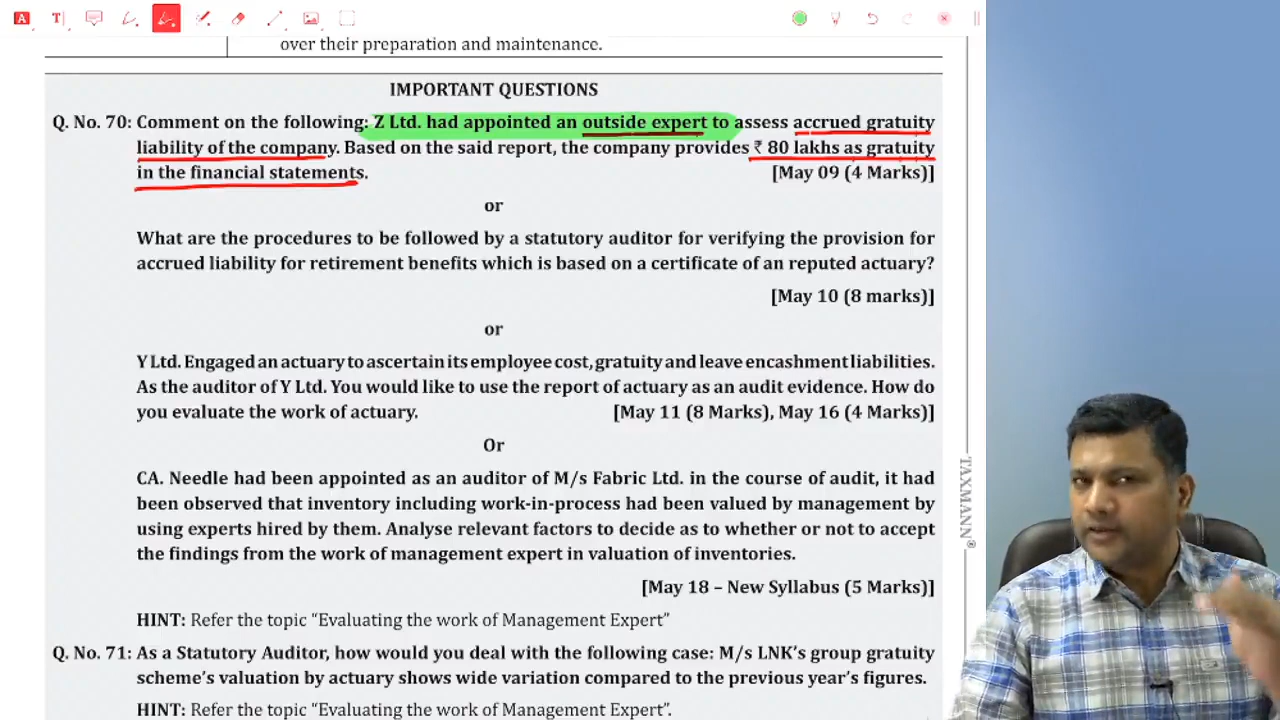 over their preparation and maintenance.
IMPORTANT QUESTIONS
Q. No. 70: Comment on the following: Z Ltd. had appointed an outside expert to assess accrued gratuity
liability of the company. Based on the said report, the company provides ₹ 80 lakhs as gratuity
in the financial statements. [May 09 (4 Marks)]
or
What are the procedures to be followed by a statutory auditor for verifying the provision for
accrued liability for retirement benefits which is based on a certificate of an reputed actuary?
[May 10 (8 marks)]
or
Y Ltd. Engaged an actuary to ascertain its employee cost, gratuity and leave encashment liabilities.
As the auditor of Y Ltd. You would like to use the report of actuary as an audit evidence. How do
you evaluate the work of actuary. [May 11 (8 Marks), May 16 (4 Marks)]
Or
CA. Needle had been appointed as an auditor of M/s Fabric Ltd. in the course of audit, it had
been observed that inventory including work-in-process had been valued by management by
using experts hired by them. Analyse relevant factors to decide as to whether or not to accept
the findings from the work of management expert in valuation of inventories.
[May 18 – New Syllabus (5 Marks)]
HINT: Refer the topic “Evaluating the work of Management Expert”
Q. No. 71: As a Statutory Auditor, how would you deal with the following case: M/s LNK’s group gratuity
scheme’s valuation by actuary shows wide variation compared to the previous year’s figures.
HINT: Refer the topic “Evaluating the work of Management Expert”.
TAXMANN®